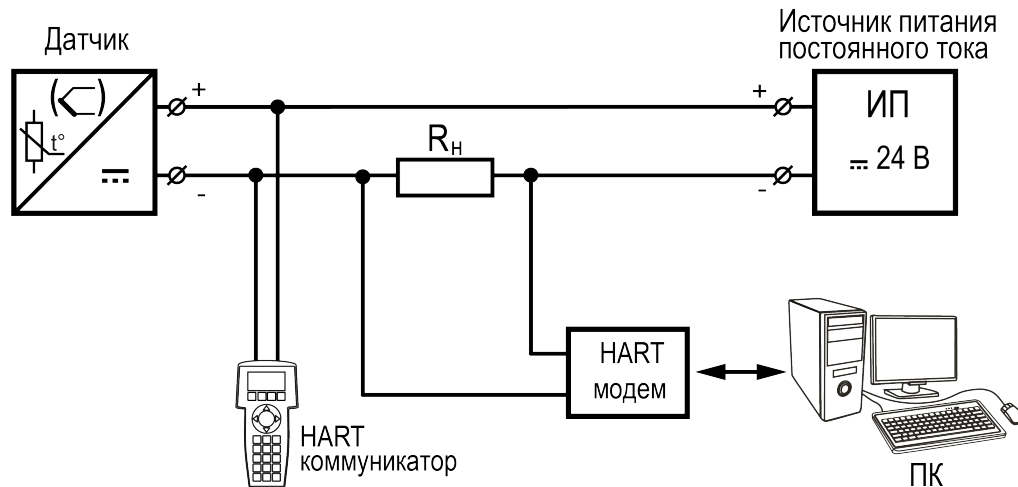 Датчик
Источник питания
постоянного тока
t°
+
-
+
-
Rн
ИП
24 В
HART
модем
HART
коммуникатор
ПК